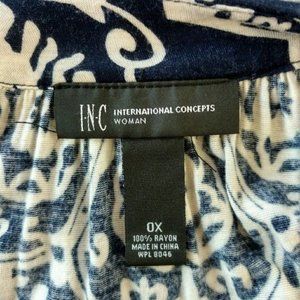 I·N·C INTERNATIONAL CONCEPTS
WOMAN
0X
100% RAYON
MADE IN CHINA
WPL 8046